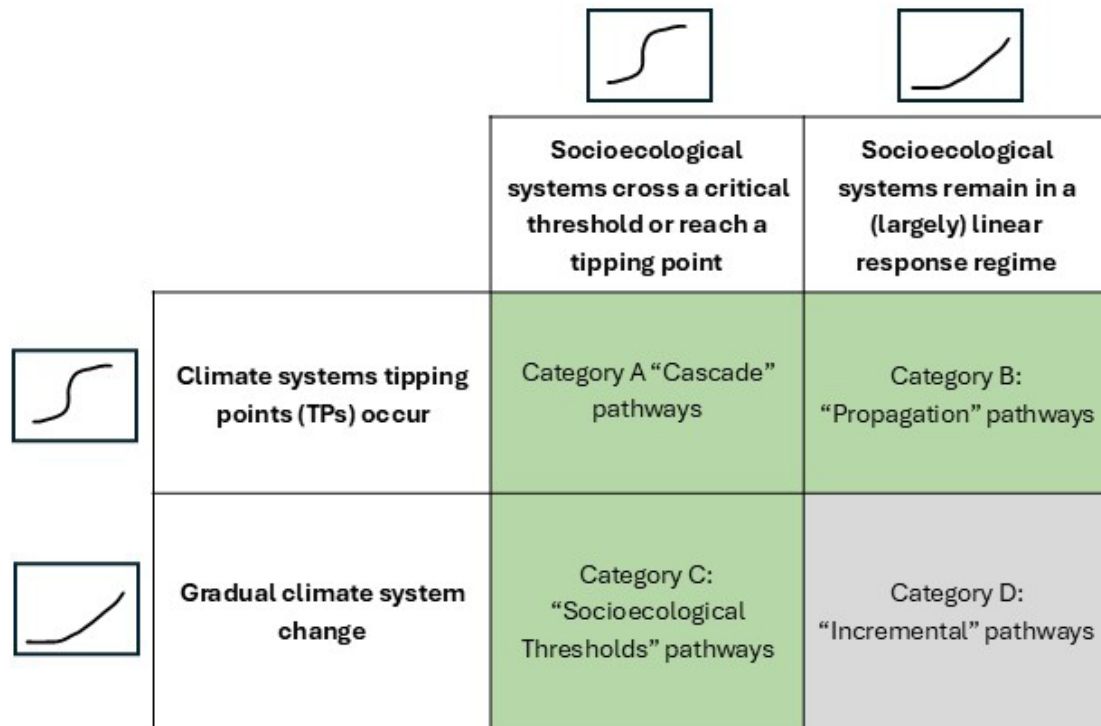 Socioecological
systems cross a critical
threshold or reach a
tipping point
Socioecological
systems remain in a
(largely) linear
response regime
Climate systems tipping
points (TPs) occur
Category A “Cascade”
pathways
Category B:
“Propagation” pathways
Gradual climate system
change
Category C:
“Socioecological
Thresholds” pathways
Category D:
“Incremental” pathways